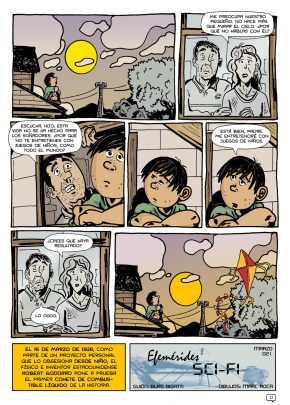 ME PREOCUPA NUESTRO
PEQUEÑO. NO HACE MÁS
QUE MIRAR EL CIELO. ¿POR
QUÉ NO HABLAS CON ÉL?
ESCUCHA, HIJO, ESTA
VIDA NO SE HA HECHO PARA
LOS SOÑADORES. ¿POR QUÉ
NO TE ENTRETIENES CON
JUEGOS DE NIÑOS, COMO
TODO EL MUNDO?
ESTÁ BIEN, PADRE.
ME ENTRETENDRÉ CON
JUEGOS DE NIÑOS.
¿CREES QUE HAYA
RESULTADO?
LO DUDO.
EL 16 DE MARZO DE 1926, COMO
PARTE DE UN PROYECTO PERSONAL
QUE LO OBSESIONA DESDE NIÑO, EL
FÍSICO E INVENTOR ESTADOUNIDENSE
ROBERT GODDARD PONE A PRUEBA
EL PRIMER COHETE DE COMBUS-
TIBLE LÍQUIDO DE LA HISTORIA.
Efemérides
SCI-FI
MARZO
021
DIBUJOS: MARC ROCA